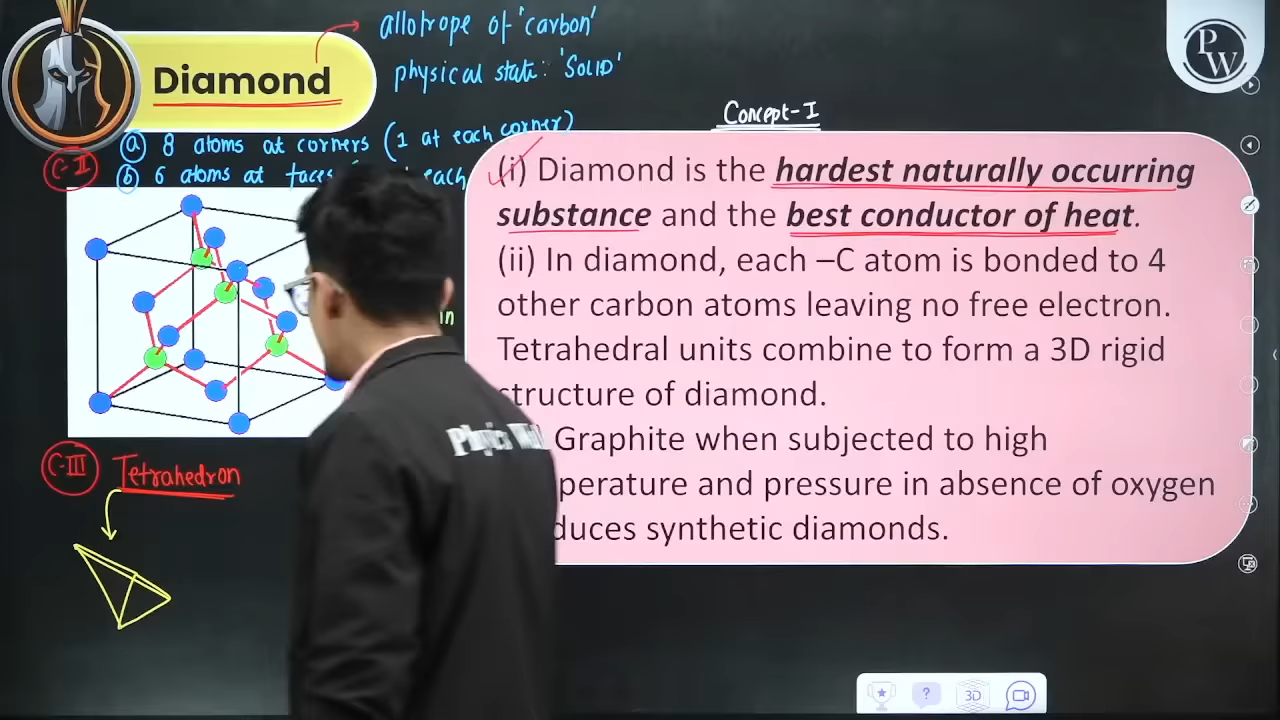 allotrope of 'carbon'
Diamond
physical state: 'SOLID'
P
W
Concept-I
(a) 8 atoms at corners (1 at each corner)
C-II
(b) 6 atoms at faces each
in
(i) Diamond is the hardest naturally occurring
substance and the best conductor of heat.
(ii) In diamond, each –C atom is bonded to 4
other carbon atoms leaving no free electron.
Tetrahedral units combine to form a 3D rigid
structure of diamond.
Graphite when subjected to high
perature and pressure in absence of oxygen
duces synthetic diamonds.
C-III Tetrahedron
Physics Wal
3D